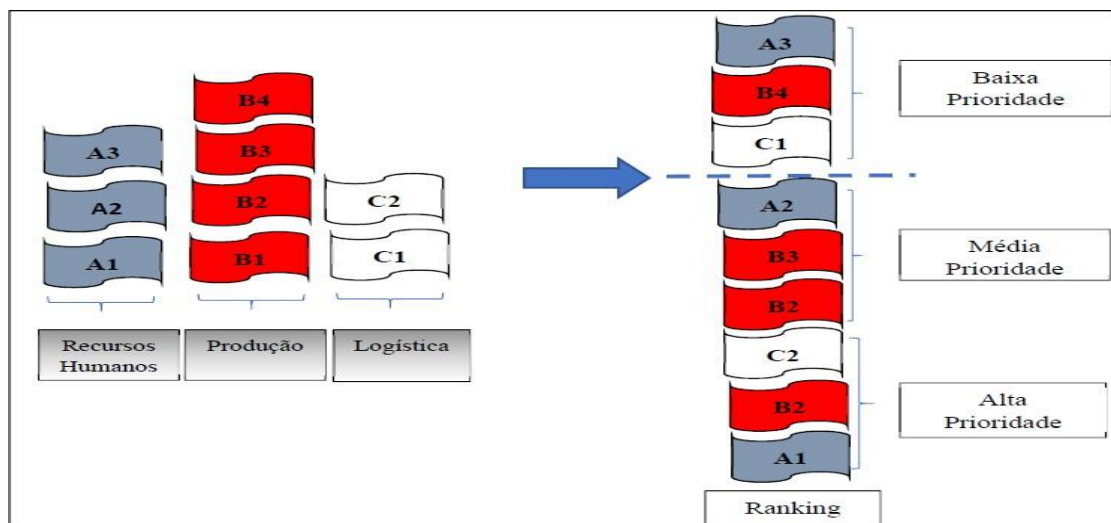 B4
A3
B3
A2
B2
C2
A1
B1
C1
Recursos
Humanos
Produção
Logística
A3
B4
C1
A2
B3
B2
C2
B2
A1
Ranking
Baixa
Prioridade
Média
Prioridade
Alta
Prioridade